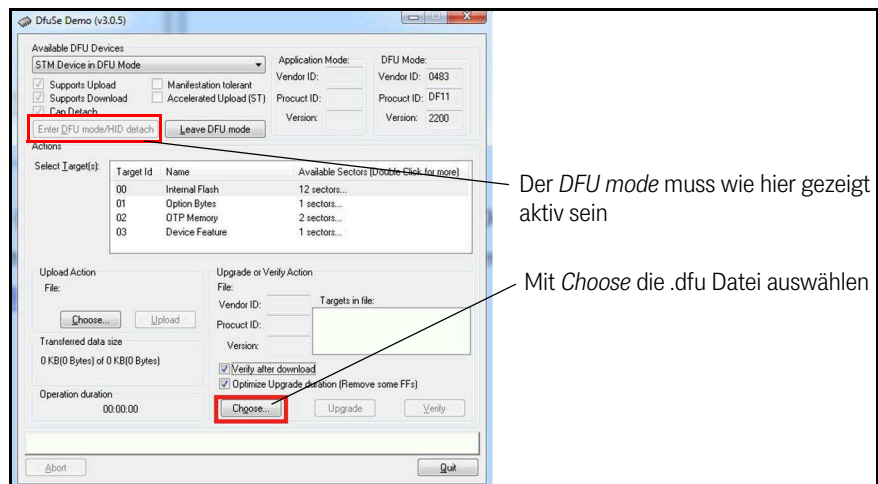 DfuSe Demo (v3.0.5)
Available DFU Devices
STM Device in DFU Mode
Supports Upload
Manifestation tolerant
Supports Download
Accelerated Upload (ST)
Can Detach
Enter DFU mode/HID detach
Leave DFU mode
Application Mode:
Vendor ID:
Procuct ID:
Version:
DFU Mode:
Vendor ID: 0483
Procuct ID: DF11
Version: 2200
Actions
Select Target(s):
Target Id Name Available Sectors (Double Click for more)
00 Internal Flash 12 sectors...
01 Option Bytes 1 sectors...
02 OTP Memory 2 sectors...
03 Device Feature 1 sectors...
Der DFU mode muss wie hier gezeigt
aktiv sein
Upload Action
File:
Choose...
Upload
Transferred data size
0 KB(0 Bytes) of 0 KB(0 Bytes)
Operation duration
00:00:00
Upgrade or Verify Action
File:
Vendor ID:
Procuct ID:
Version:
Targets in file:
Verify after download
Optimize Upgrade duration (Remove some FFs)
Choose...
Upgrade
Verify
Mit Choose die .dfu Datei auswählen
Abort
Quit